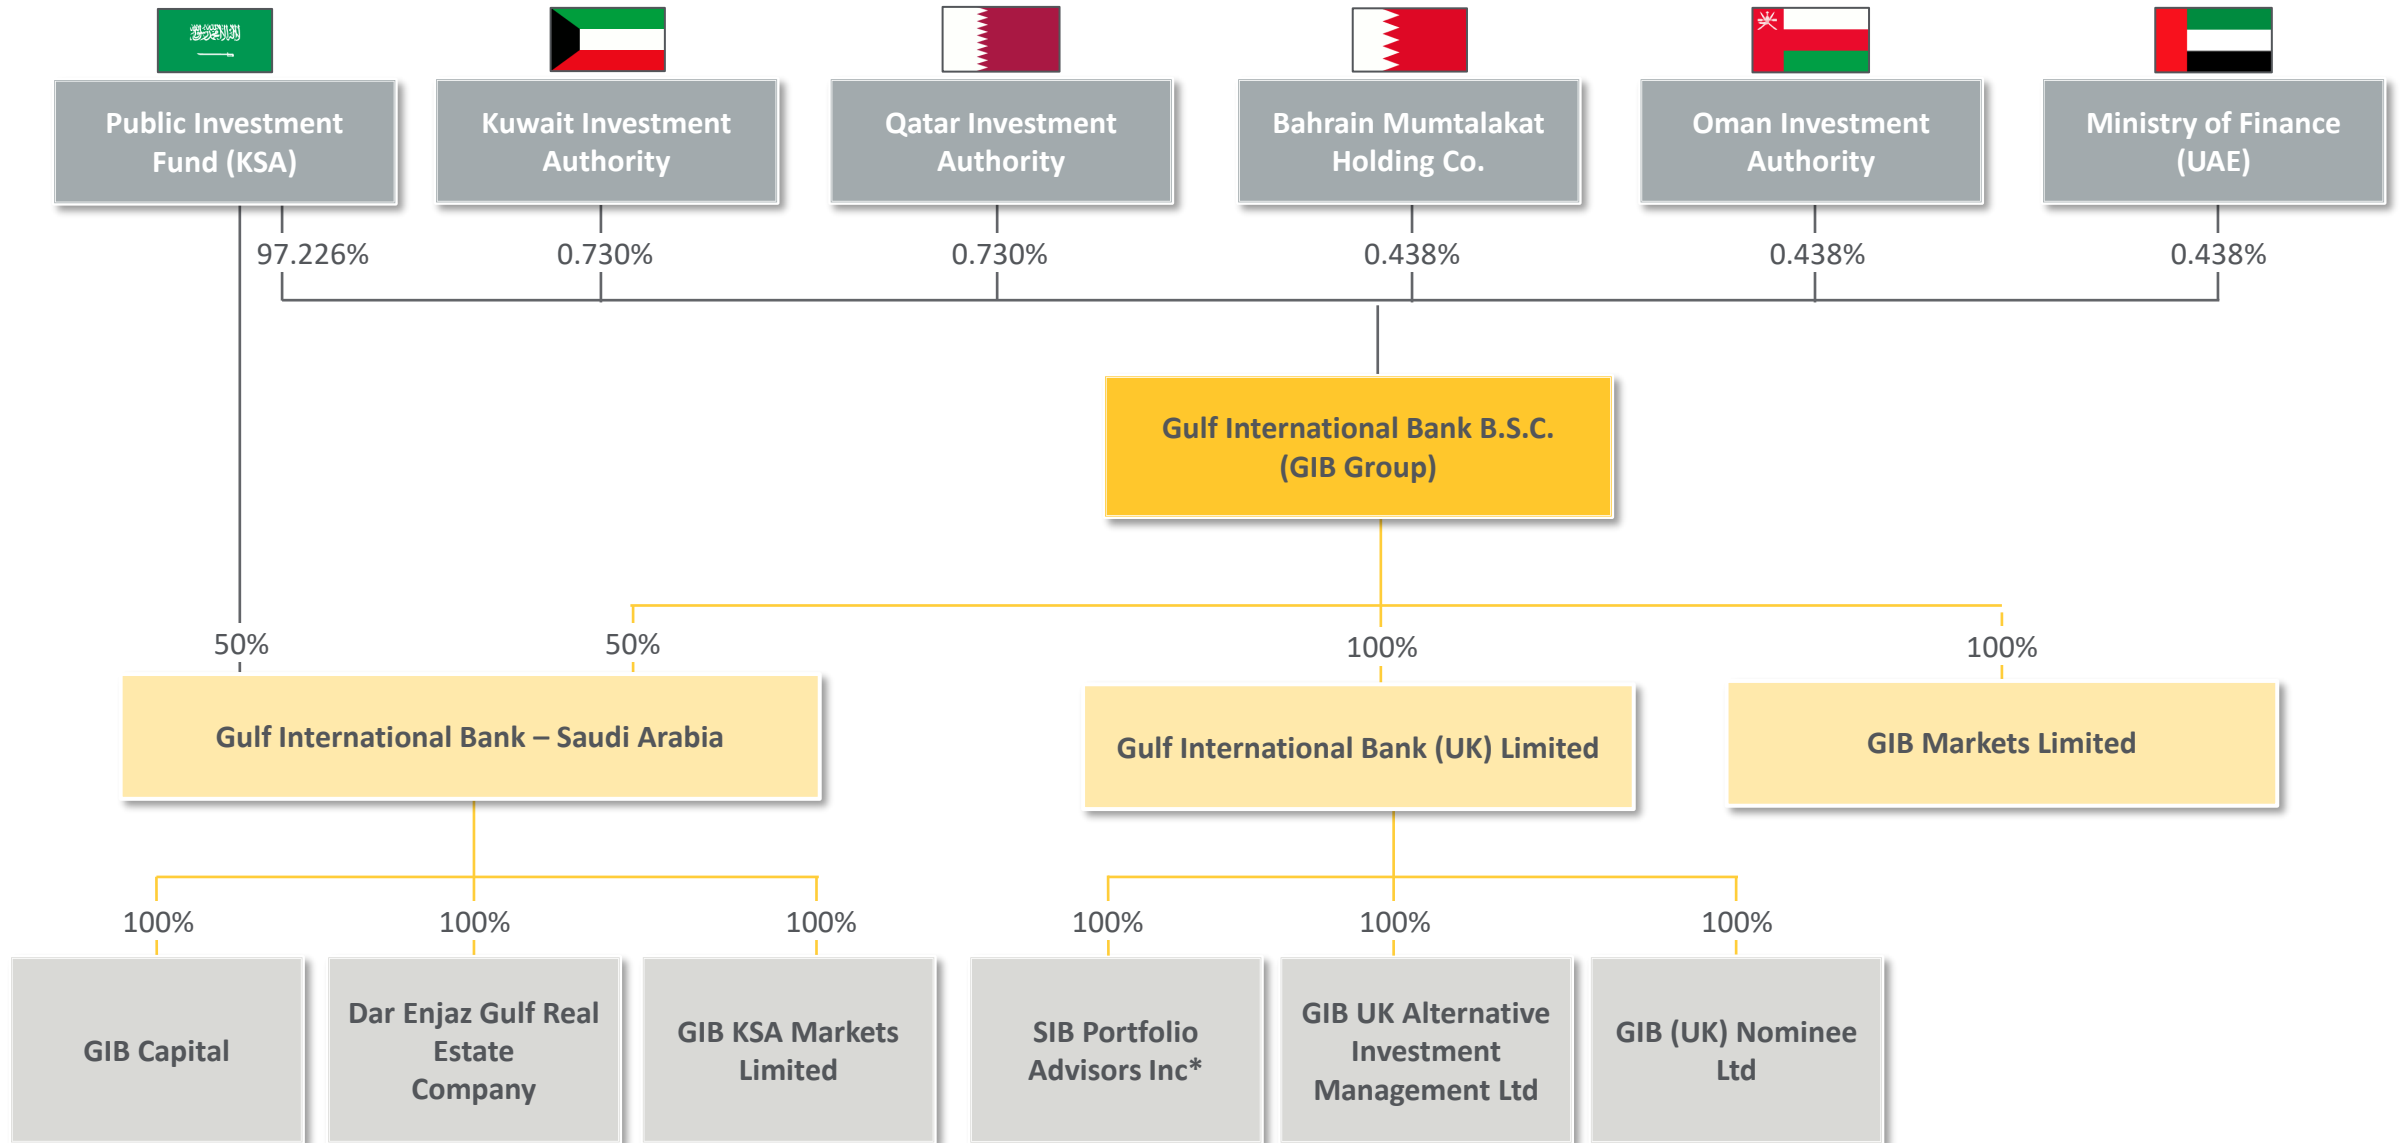 Public Investment
Fund (KSA)
Kuwait Investment
Authority
Qatar Investment
Authority
Bahrain Mumtalakat
Holding Co.
Oman Investment
Authority
Ministry of Finance
(UAE)
97.226%
0.730%
0.730%
0.438%
0.438%
0.438%
Gulf International Bank B.S.C.
(GIB Group)
50%
50%
100%
100%
Gulf International Bank – Saudi Arabia
Gulf International Bank (UK) Limited
GIB Markets Limited
100%
100%
100%
100%
100%
100%
GIB Capital
Dar Enjaz Gulf Real
Estate
Company
GIB KSA Markets
Limited
SIB Portfolio
Advisors Inc*
GIB UK Alternative
Investment
Management Ltd
GIB (UK) Nominee
Ltd